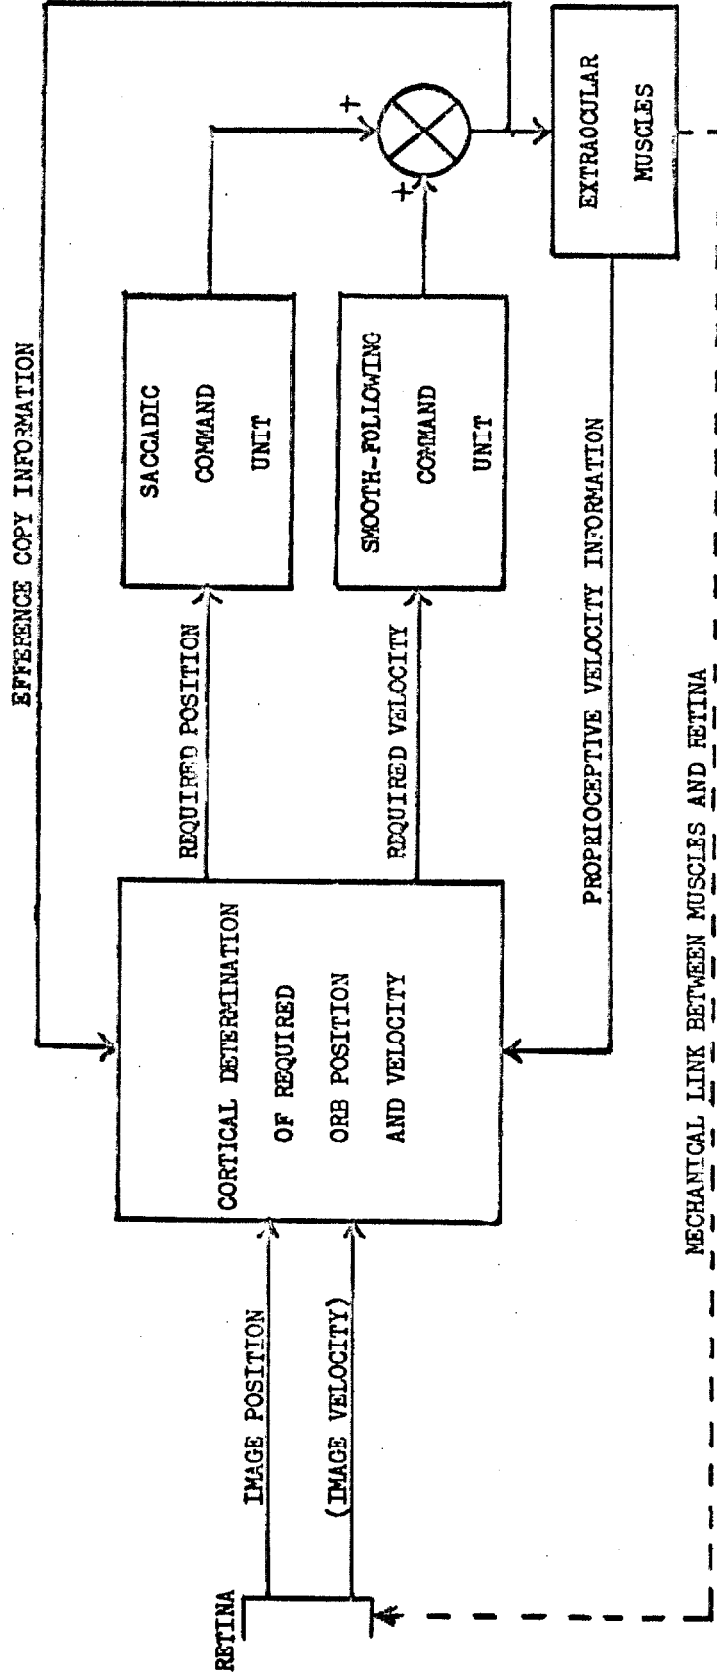 EFFERENCE COPY INFORMATION
RETINA
IMAGE POSITION
(IMAGE VELOCITY)
CORTICAL DETERMINATION
OF REQUIRED
ORB POSITION
AND VELOCITY
REQUIRED POSITION
REQUIRED VELOCITY
SACCADIC
COMMAND
UNIT
SMOOTH-FOLLOWING
COMMAND
UNIT
+
+
EXTRAOCULAR
MUSCLES
PROPRIOCEPTIVE VELOCITY INFORMATION
MECHANICAL LINK BETWEEN MUSCLES AND RETINA